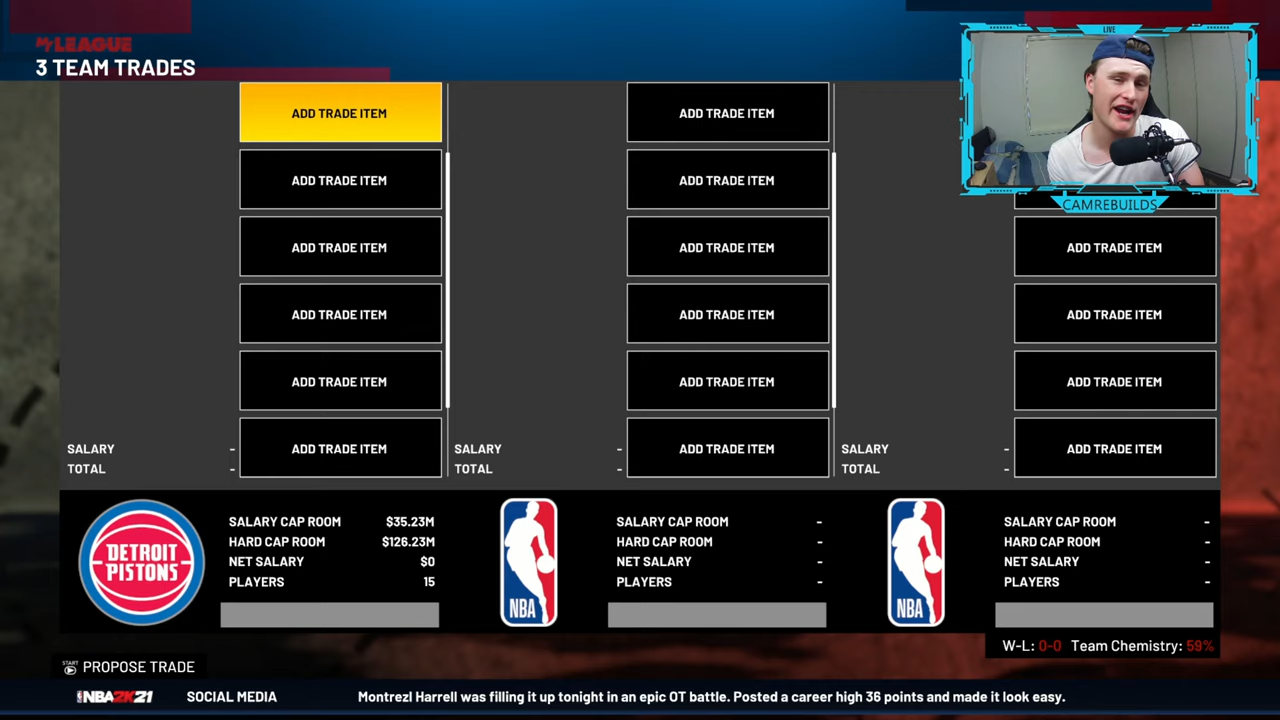 MyLEAGUE
3 TEAM TRADES
LIVE
CAMREBUILDS
ADD TRADE ITEM
ADD TRADE ITEM
ADD TRADE ITEM
ADD TRADE ITEM
ADD TRADE ITEM
ADD TRADE ITEM
SALARY -
TOTAL -
ADD TRADE ITEM
ADD TRADE ITEM
ADD TRADE ITEM
ADD TRADE ITEM
ADD TRADE ITEM
ADD TRADE ITEM
SALARY -
TOTAL -
ADD TRADE ITEM
ADD TRADE ITEM
ADD TRADE ITEM
ADD TRADE ITEM
SALARY -
TOTAL -
DETROIT
PISTONS
SALARY CAP ROOM $35.23M
HARD CAP ROOM $126.23M
NET SALARY $0
PLAYERS 15
NBA
SALARY CAP ROOM -
HARD CAP ROOM -
NET SALARY -
PLAYERS -
NBA
SALARY CAP ROOM -
HARD CAP ROOM -
NET SALARY -
PLAYERS -
W-L: 0-0 Team Chemistry: 59%
START PROPOSE TRADE
NBA2K21 SOCIAL MEDIA Montrezl Harrell was filling it up tonight in an epic OT battle. Posted a career high 36 points and made it look easy.